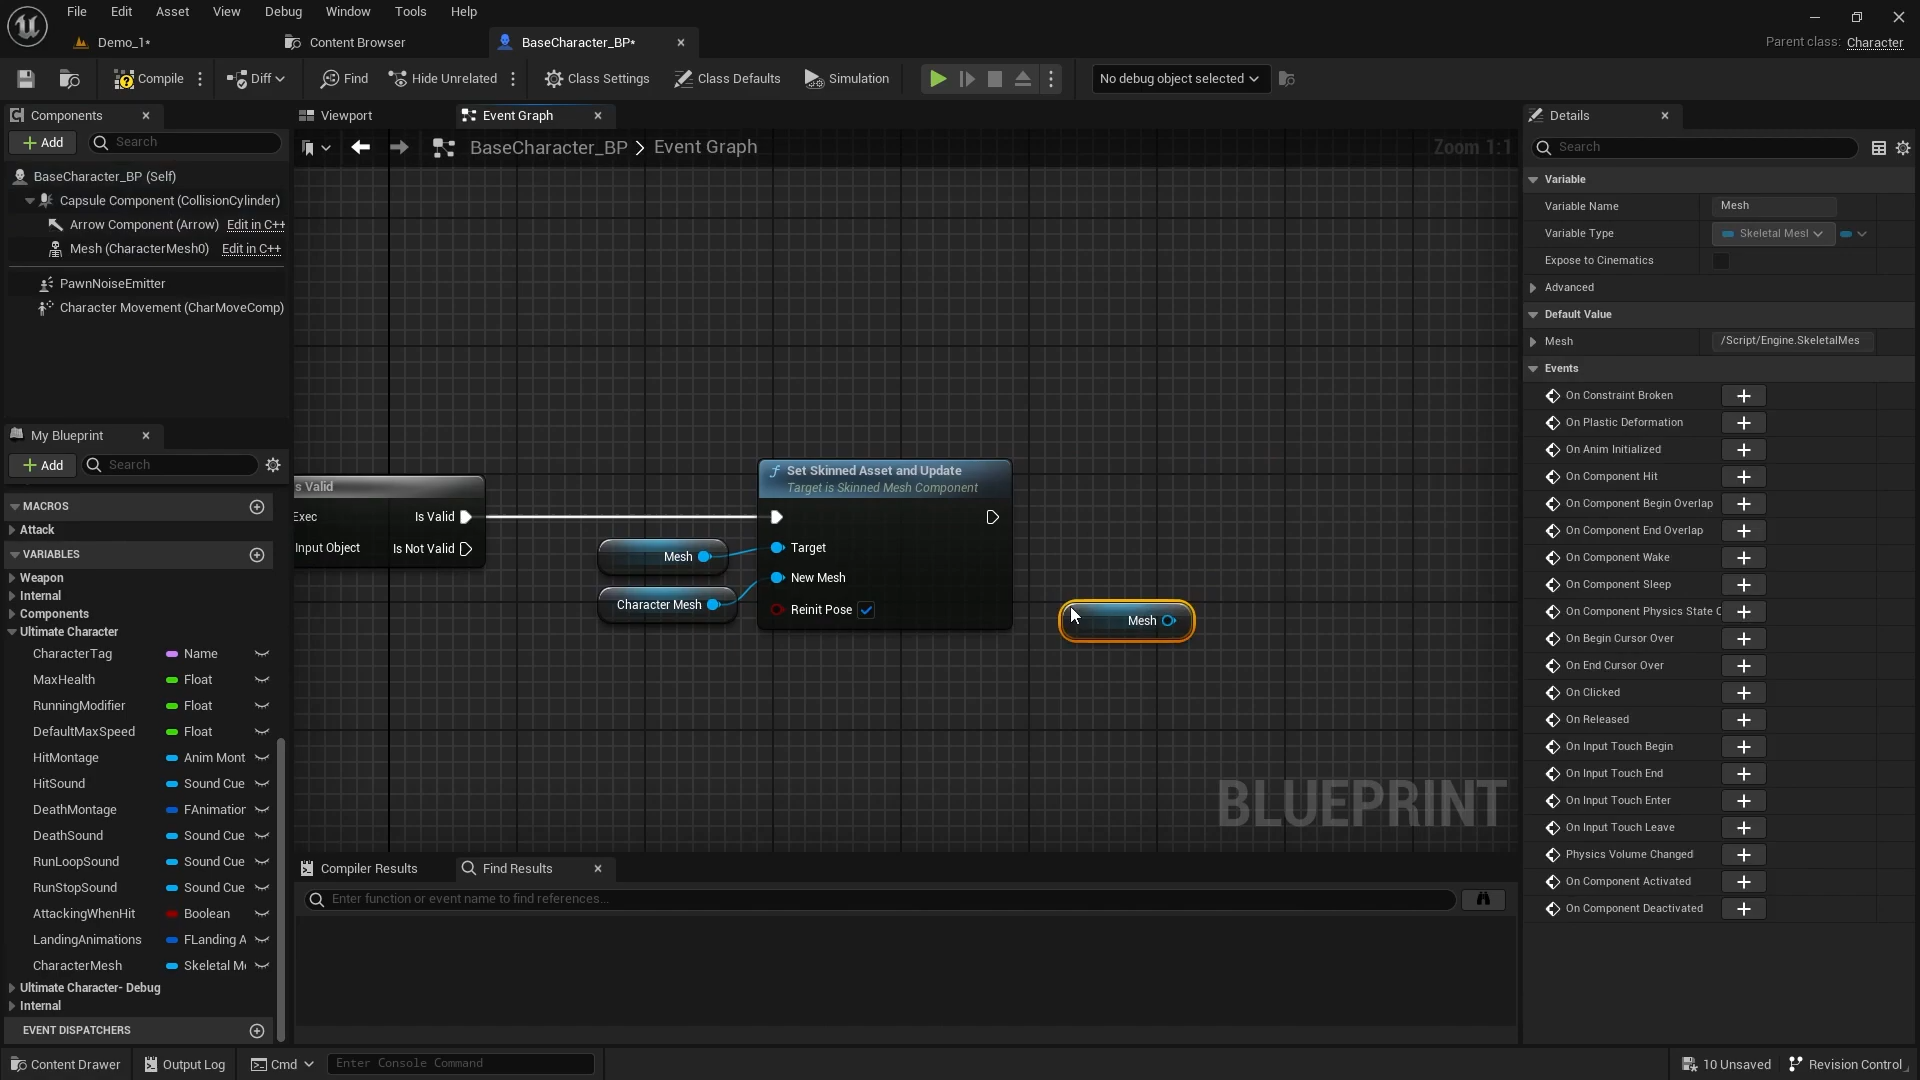 File Edit Asset View Debug Window Tools Help
Demo_1* Content Browser BaseCharacter_BP*
Parent class: Character
Compile Diff Find Hide Unrelated Class Settings Class Defaults Simulation No debug object selected
Components
Add Search
BaseCharacter_BP (Self)
Capsule Component (CollisionCylinder)
Arrow Component (Arrow) Edit in C++
Mesh (CharacterMesh0) Edit in C++
PawnNoiseEmitter
Character Movement (CharMoveComp)
My Blueprint
Add Search
MACROS
Attack
VARIABLES
Weapon
Internal
Components
Ultimate Character
CharacterTag Name
MaxHealth Float
RunningModifier Float
DefaultMaxSpeed Float
HitMontage Anim Mont
HitSound Sound Cue
DeathMontage FAnimation
DeathSound Sound Cue
RunLoopSound Sound Cue
RunStopSound Sound Cue
AttackingWhenHit Boolean
LandingAnimations FLanding A
CharacterMesh Skeletal Me
Ultimate Character- Debug
Internal
EVENT DISPATCHERS
Viewport Event Graph
BaseCharacter_BP > Event Graph
Zoom 1:1
s Valid
Exec Is Valid
Input Object Is Not Valid
Mesh
Character Mesh
f Set Skinned Asset and Update
Target is Skinned Mesh Component
Target
New Mesh
Reinit Pose
Mesh
BLUEPRINT
Compiler Results Find Results
Enter function or event name to find references...
Details
Search
Variable
Variable Name Mesh
Variable Type Skeletal Mesl
Expose to Cinematics
Advanced
Default Value
Mesh /Script/Engine.SkeletalMes
Events
On Constraint Broken
On Plastic Deformation
On Anim Initialized
On Component Hit
On Component Begin Overlap
On Component End Overlap
On Component Wake
On Component Sleep
On Component Physics State C
On Begin Cursor Over
On End Cursor Over
On Clicked
On Released
On Input Touch Begin
On Input Touch End
On Input Touch Enter
On Input Touch Leave
Physics Volume Changed
On Component Activated
On Component Deactivated
Content Drawer Output Log Cmd Enter Console Command 10 Unsaved Revision Control